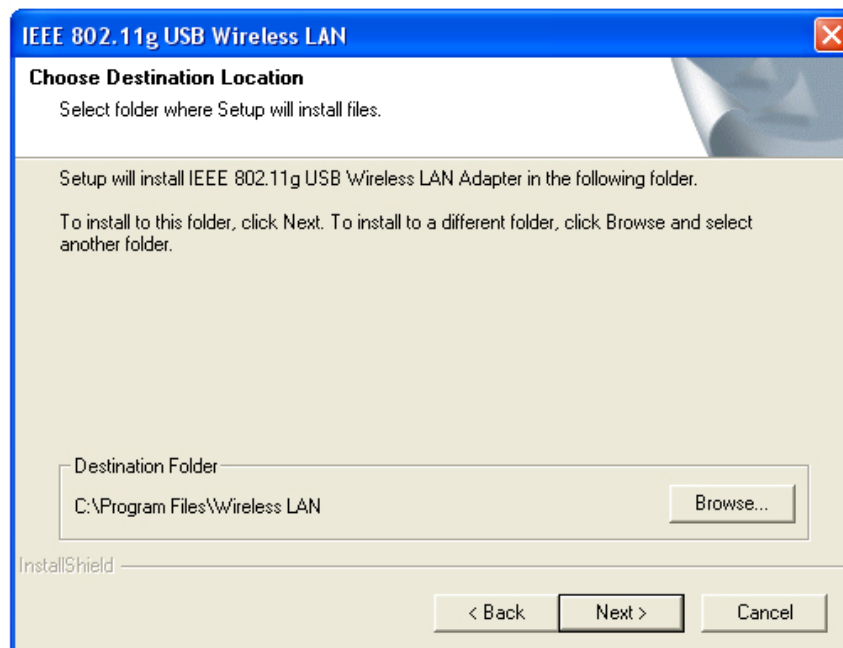 IEEE 802.11g USB Wireless LAN
Choose Destination Location
Select folder where Setup will install files.
Setup will install IEEE 802.11g USB Wireless LAN Adapter in the following folder.
To install to this folder, click Next. To install to a different folder, click Browse and select
another folder.
Destination Folder
C:\Program Files\Wireless LAN
Browse...
InstallShield
< Back
Next >
Cancel